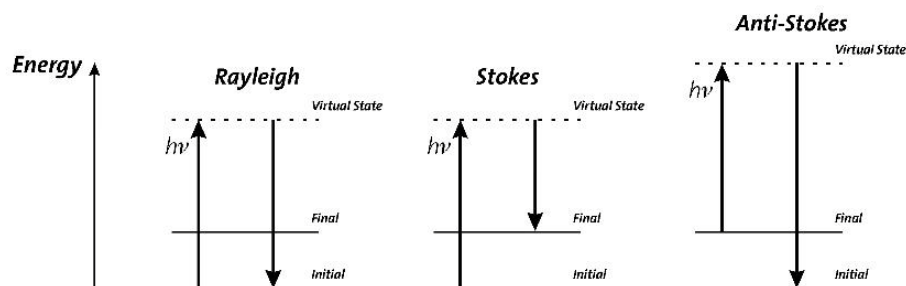 Anti-Stokes
Virtual State
Energy
Rayleigh
Stokes
Virtual State
Virtual State
hν
hν
hν
Final
Final
Final
Initial
Initial
Initial